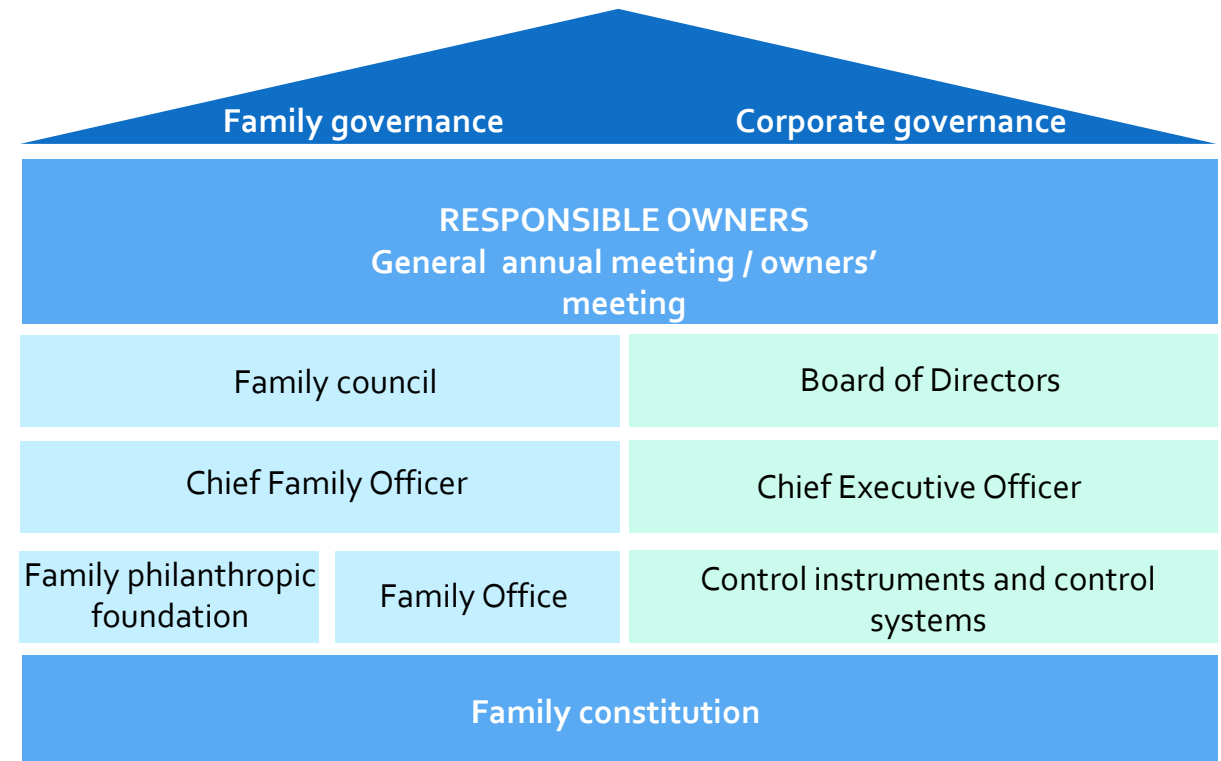 Family governance
Corporate governance
RESPONSIBLE OWNERS
General annual meeting / owners’
meeting
Family council
Board of Directors
Chief Family Officer
Chief Executive Officer
Family philanthropic
foundation
Family Office
Control instruments and control
systems
Family constitution